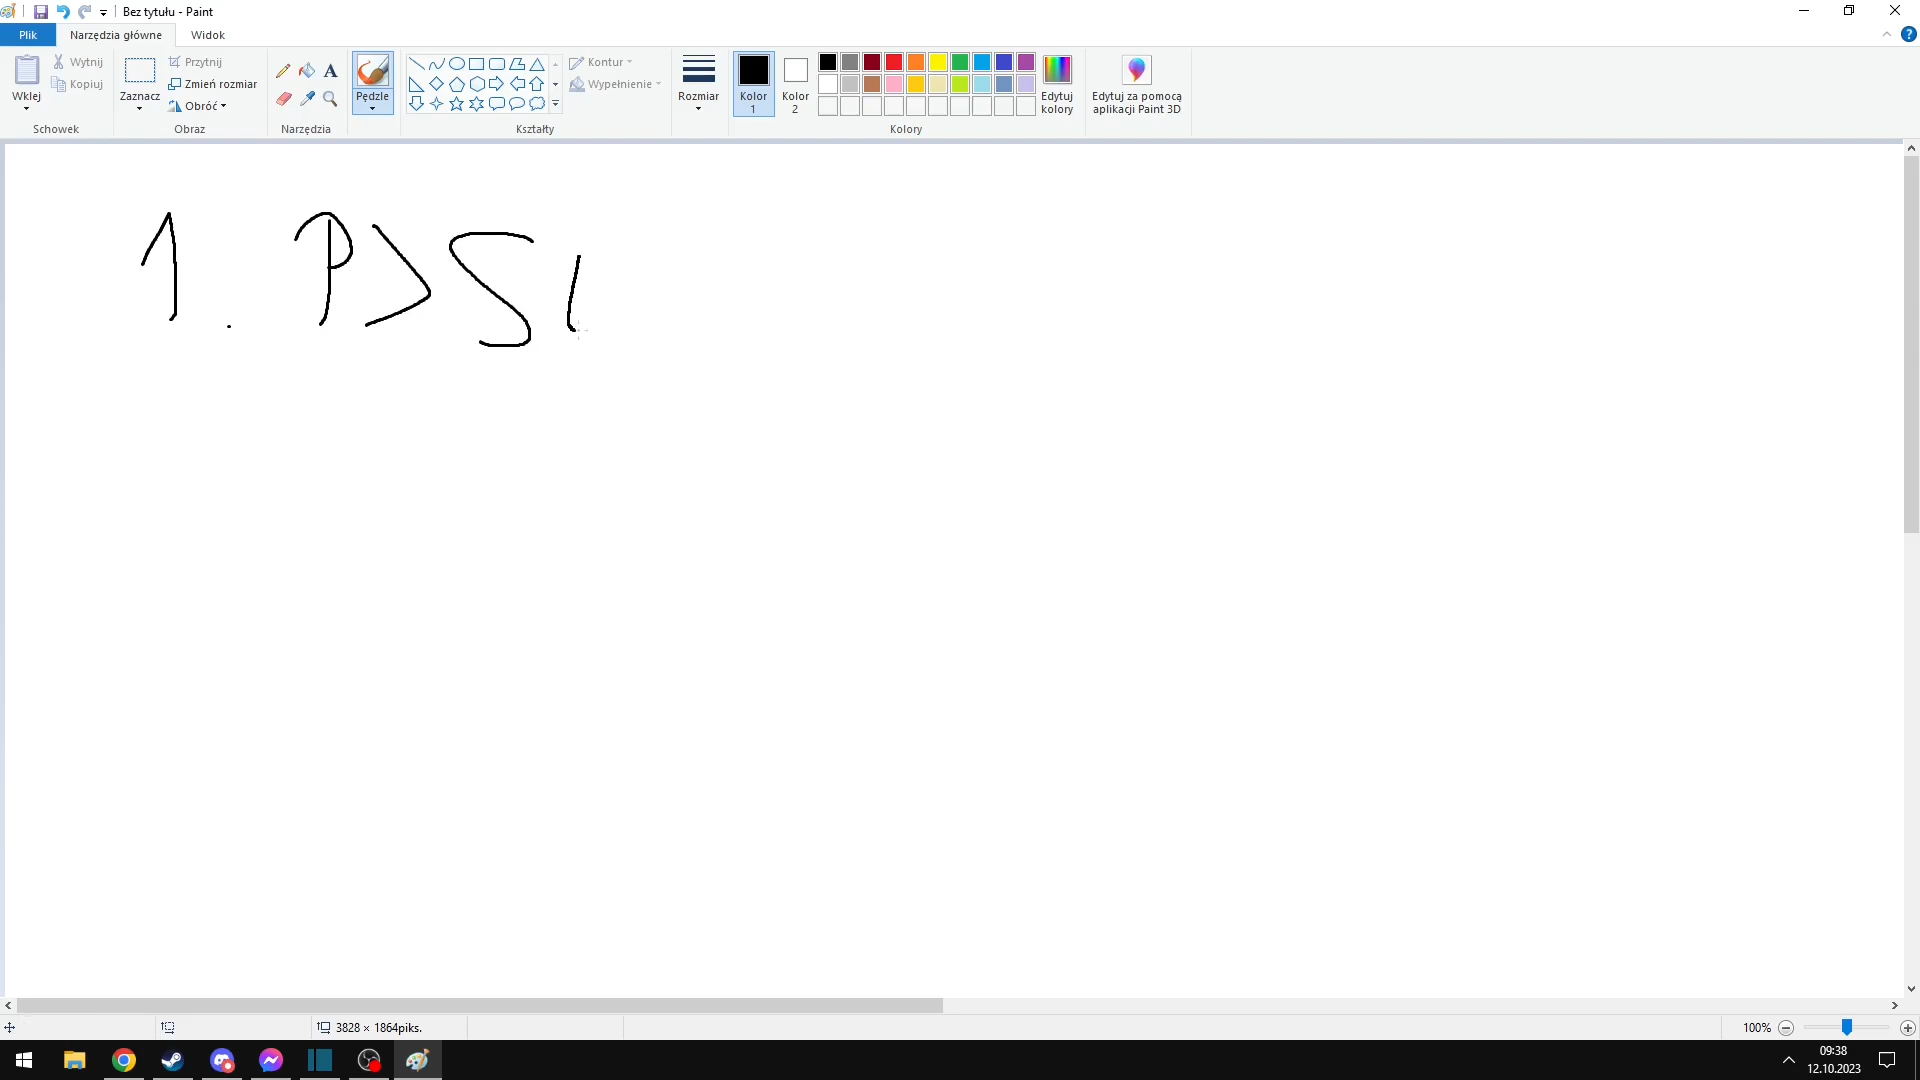 Bez tytułu - Paint
Plik Narzędzia główne Widok
Wklej
Wytnij
Kopiuj
Schowek
Zaznacz
Przytnij
Zmień rozmiar
Obróć
Obraz
A
Narzędzia
Pędzle
Kształty
Kontur
Wypełnienie
Rozmiar
Kolor 1
Kolor 2
Kolory
Edytuj kolory
Edytuj za pomocą aplikacji Paint 3D
?
1. P>S
3828 × 1864piks.
100%
09:38
12.10.2023